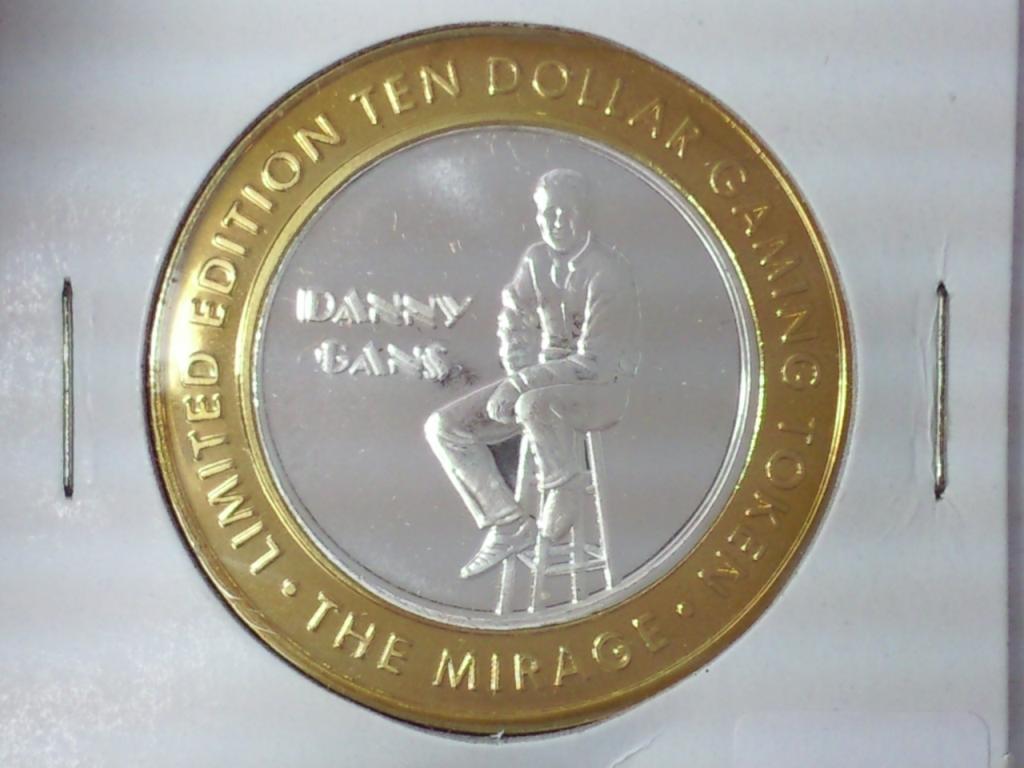 LIMITED EDITION TEN DOLLAR GAMING TOKEN
DANNY
GANS
• THE MIRAGE •